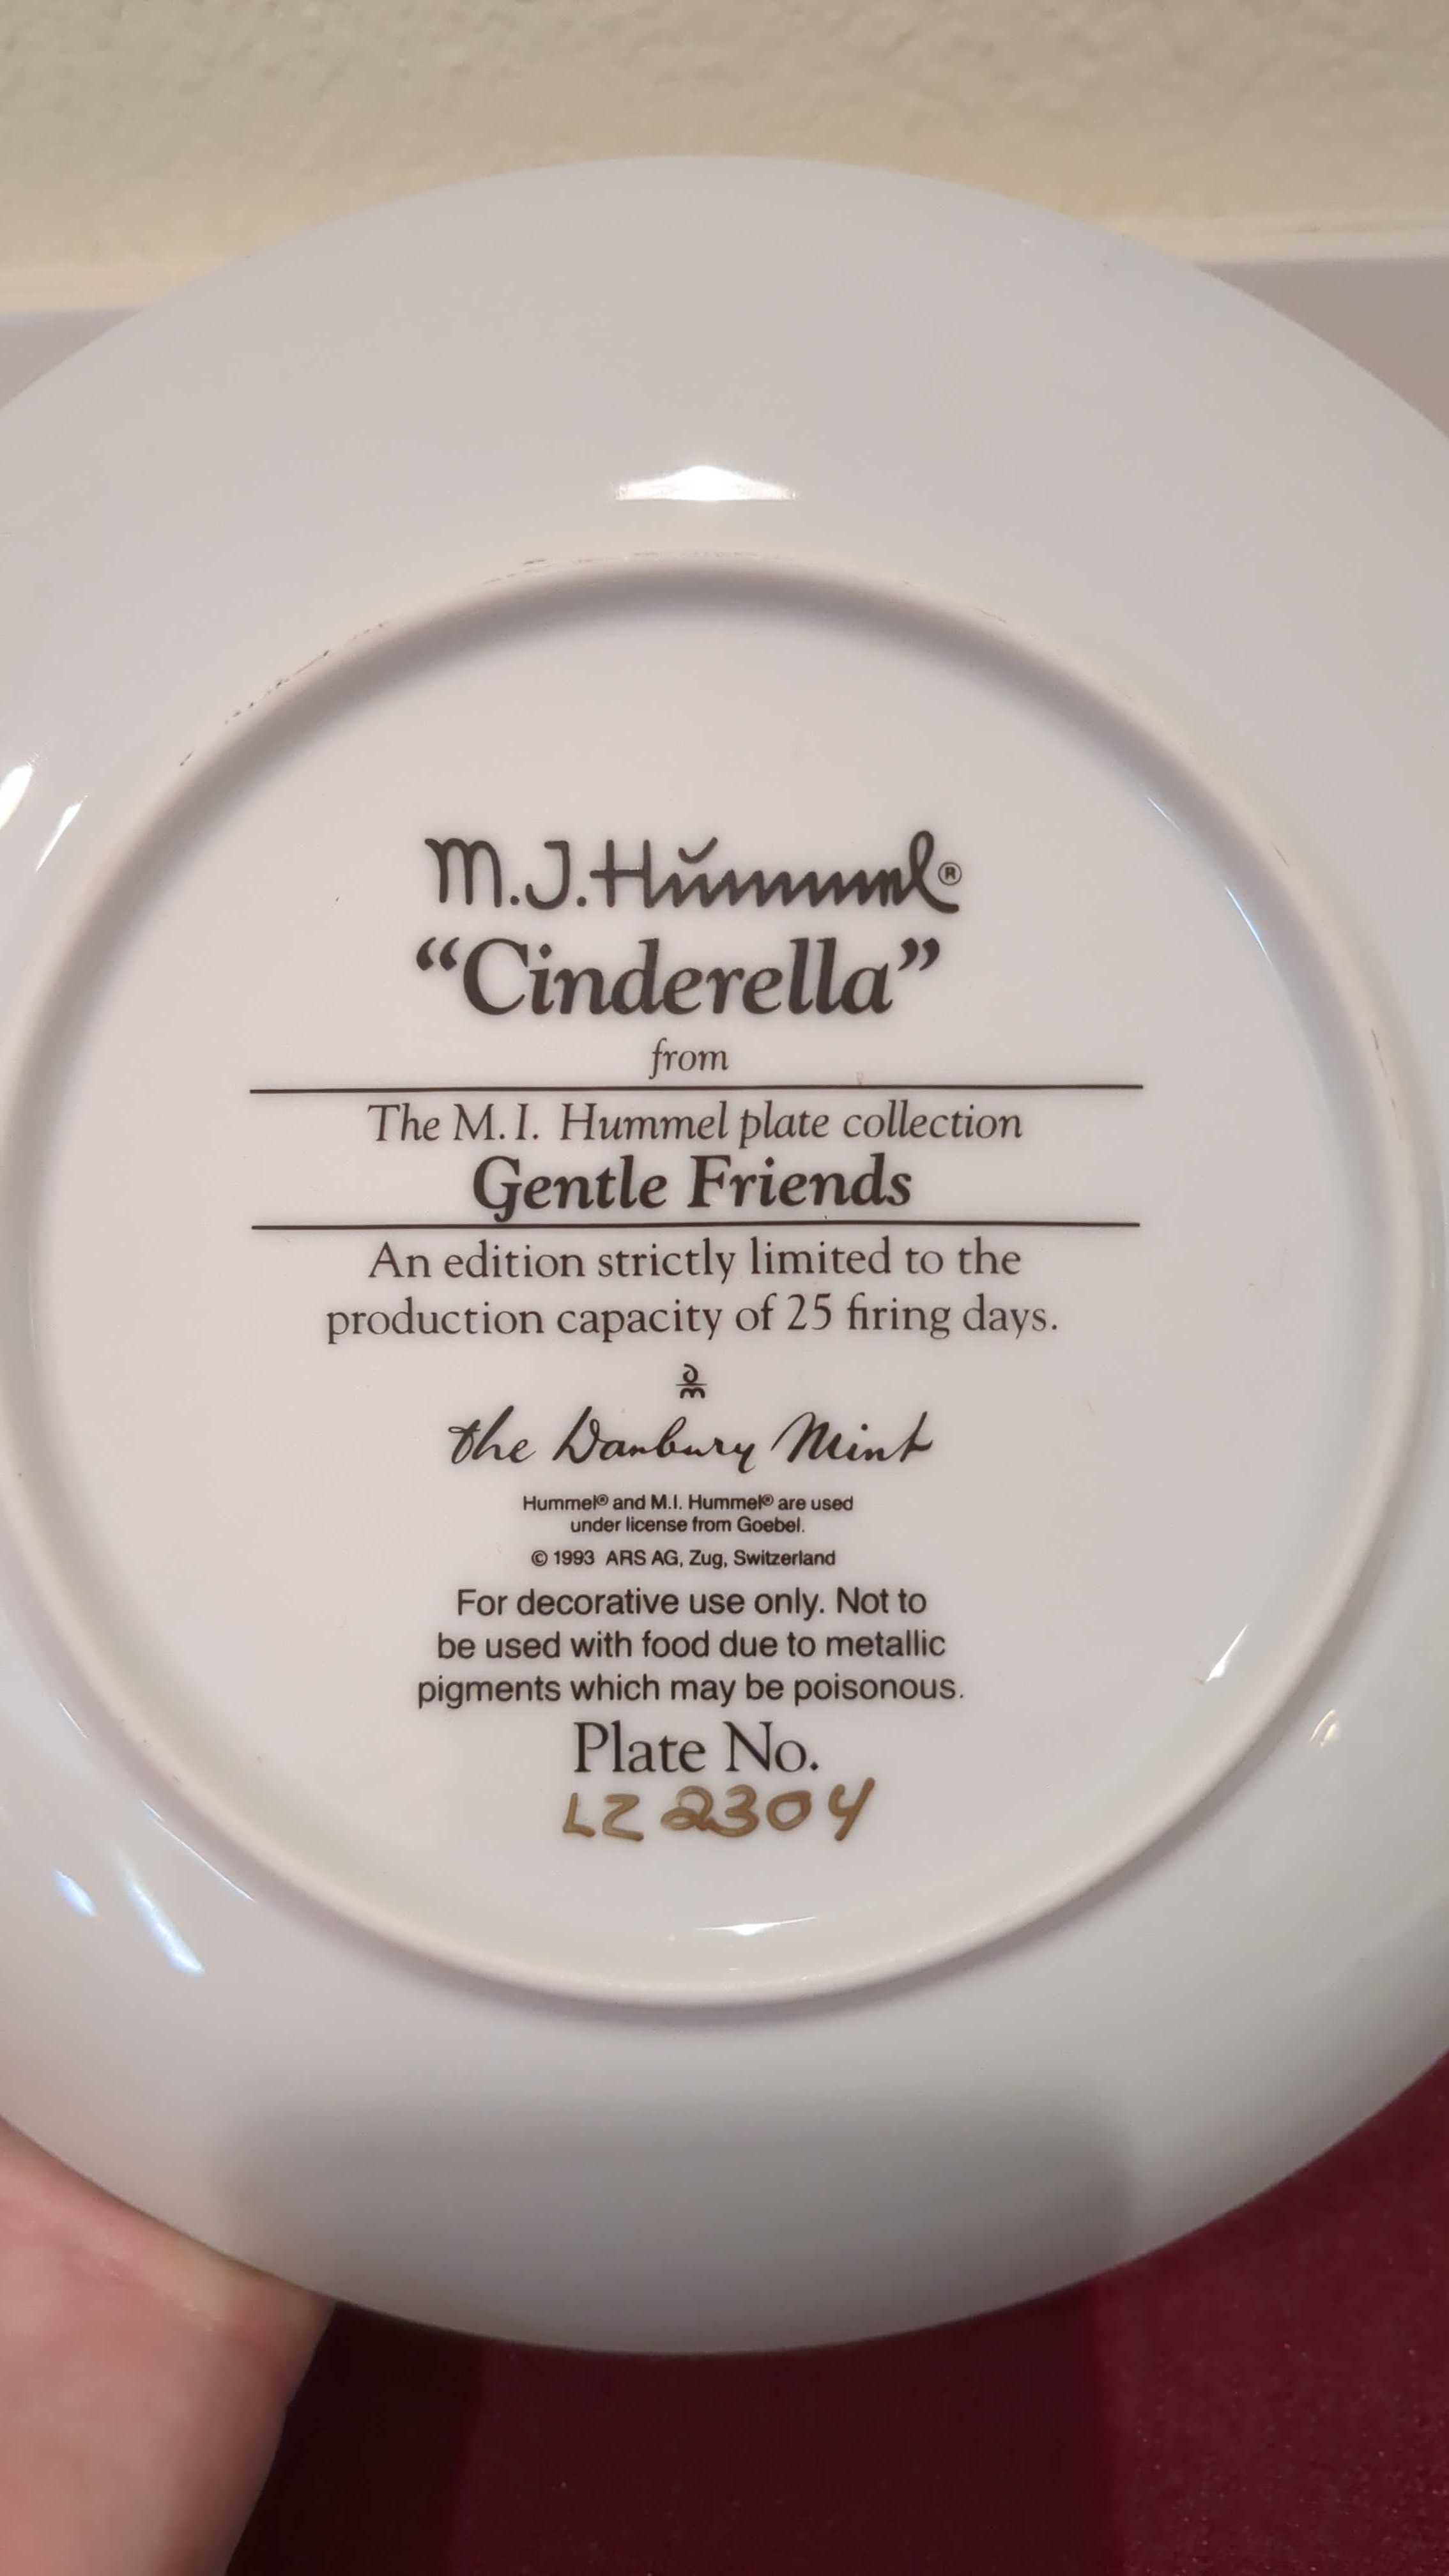 M.J.Hummel®
“Cinderella”
from
The M.I. Hummel plate collection
Gentle Friends
An edition strictly limited to the
production capacity of 25 firing days.
dm
the Danbury Mint
Hummel® and M.I. Hummel® are used
under license from Goebel.
© 1993 ARS AG, Zug, Switzerland
For decorative use only. Not to
be used with food due to metallic
pigments which may be poisonous.
Plate No.
LZ2304